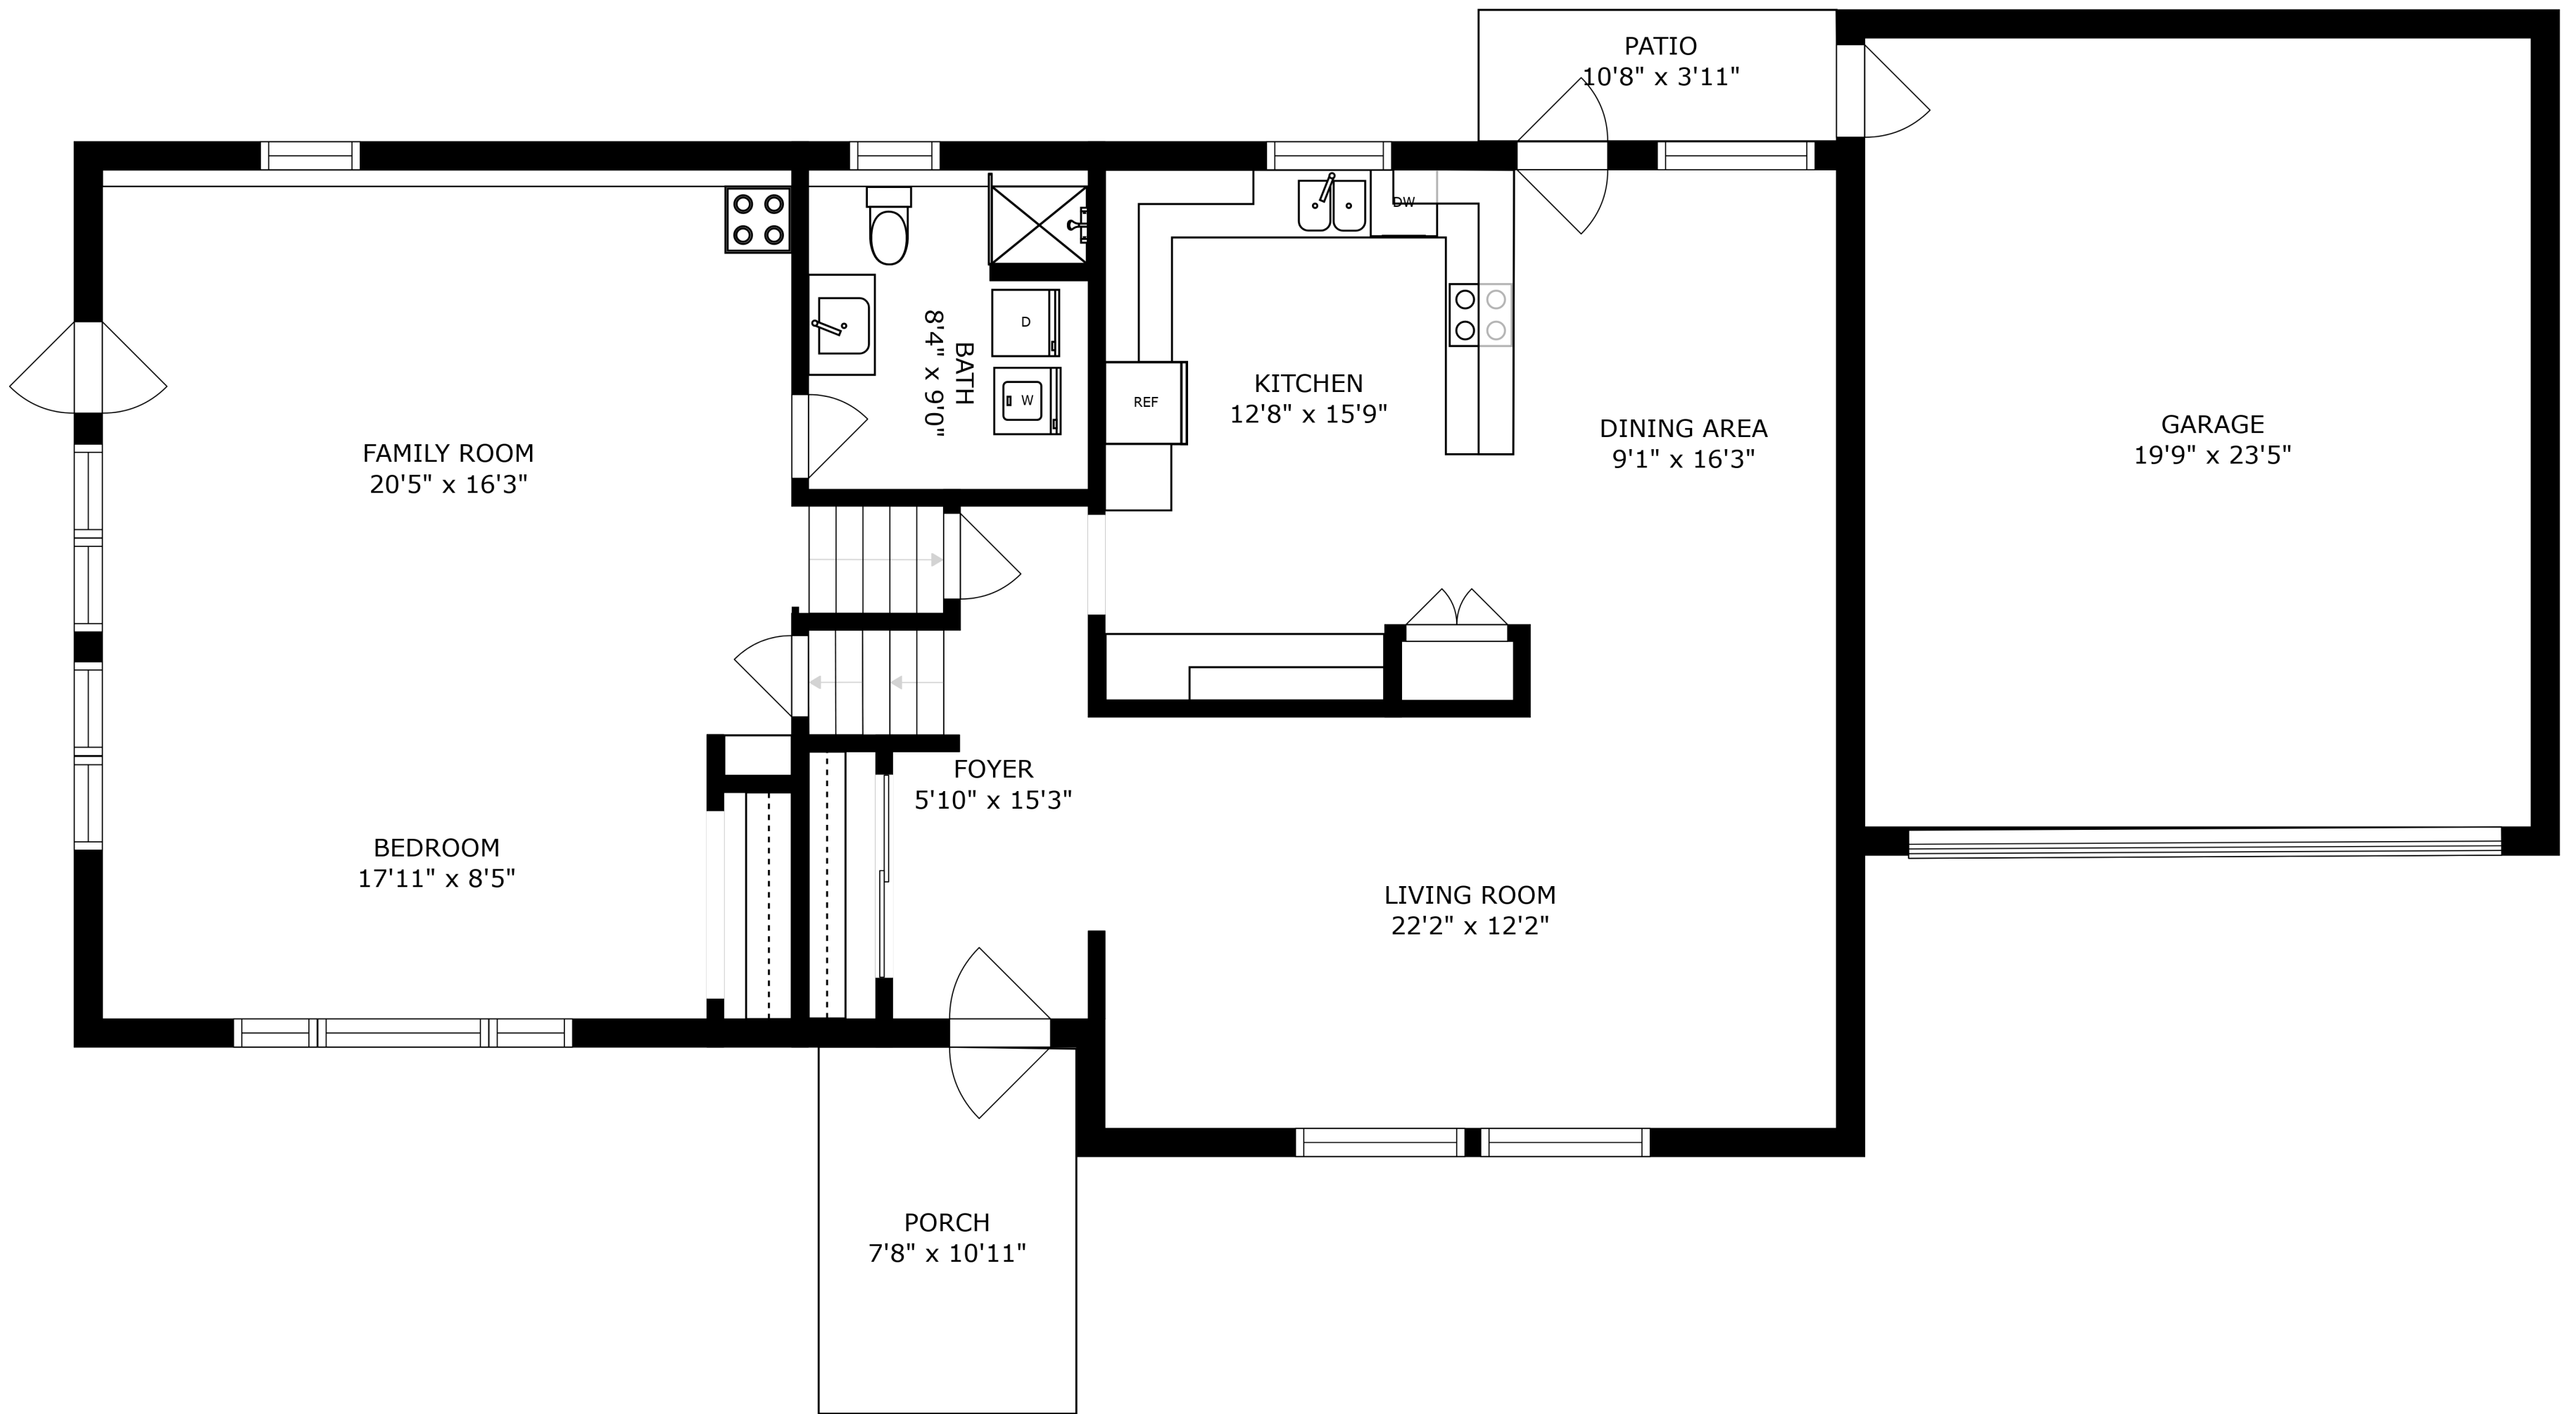 PATIO
10'8" x 3'11"
DW
D
BATH
8'4" x 9'0"
W
REF
KITCHEN
12'8" x 15'9"
DINING AREA
9'1" x 16'3"
GARAGE
19'9" x 23'5"
FAMILY ROOM
20'5" x 16'3"
FOYER
5'10" x 15'3"
BEDROOM
17'11" x 8'5"
LIVING ROOM
22'2" x 12'2"
PORCH
7'8" x 10'11"